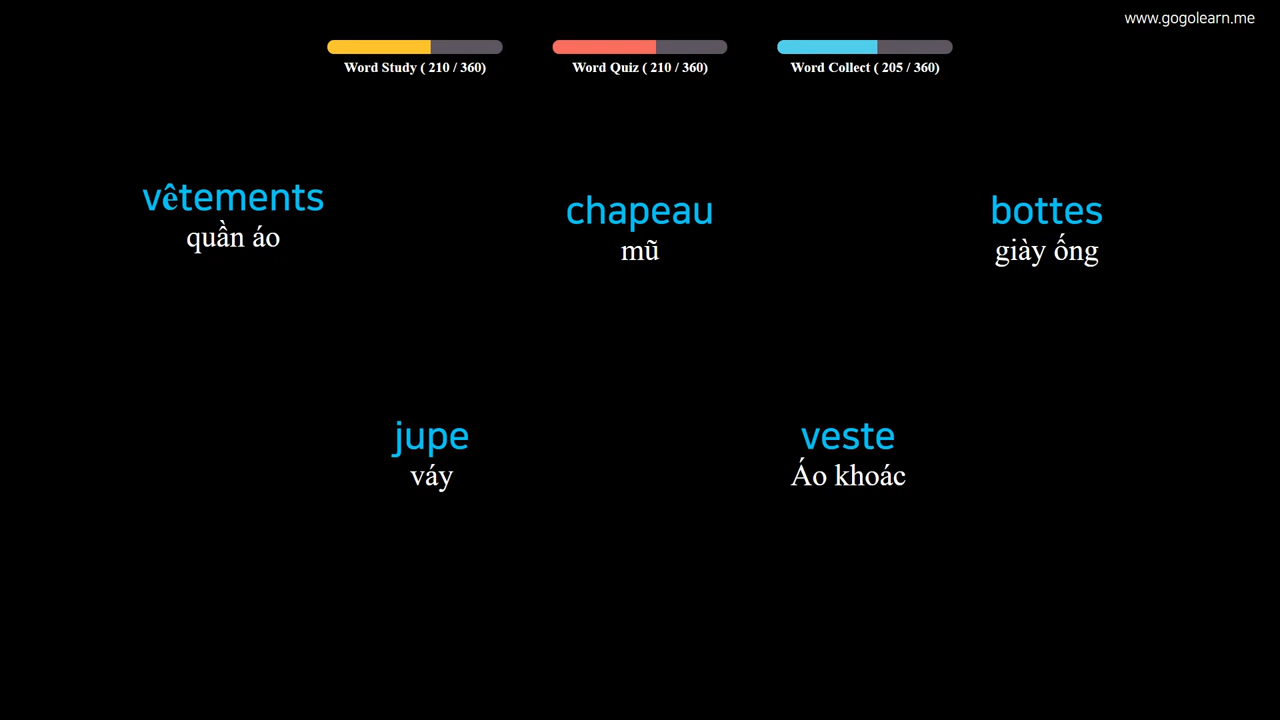 www.gogolearn.me
Word Study ( 210 / 360)
Word Quiz ( 210 / 360)
Word Collect ( 205 / 360)
vêtements
quần áo
chapeau
mũ
bottes
giày ống
jupe
váy
veste
Áo khoác